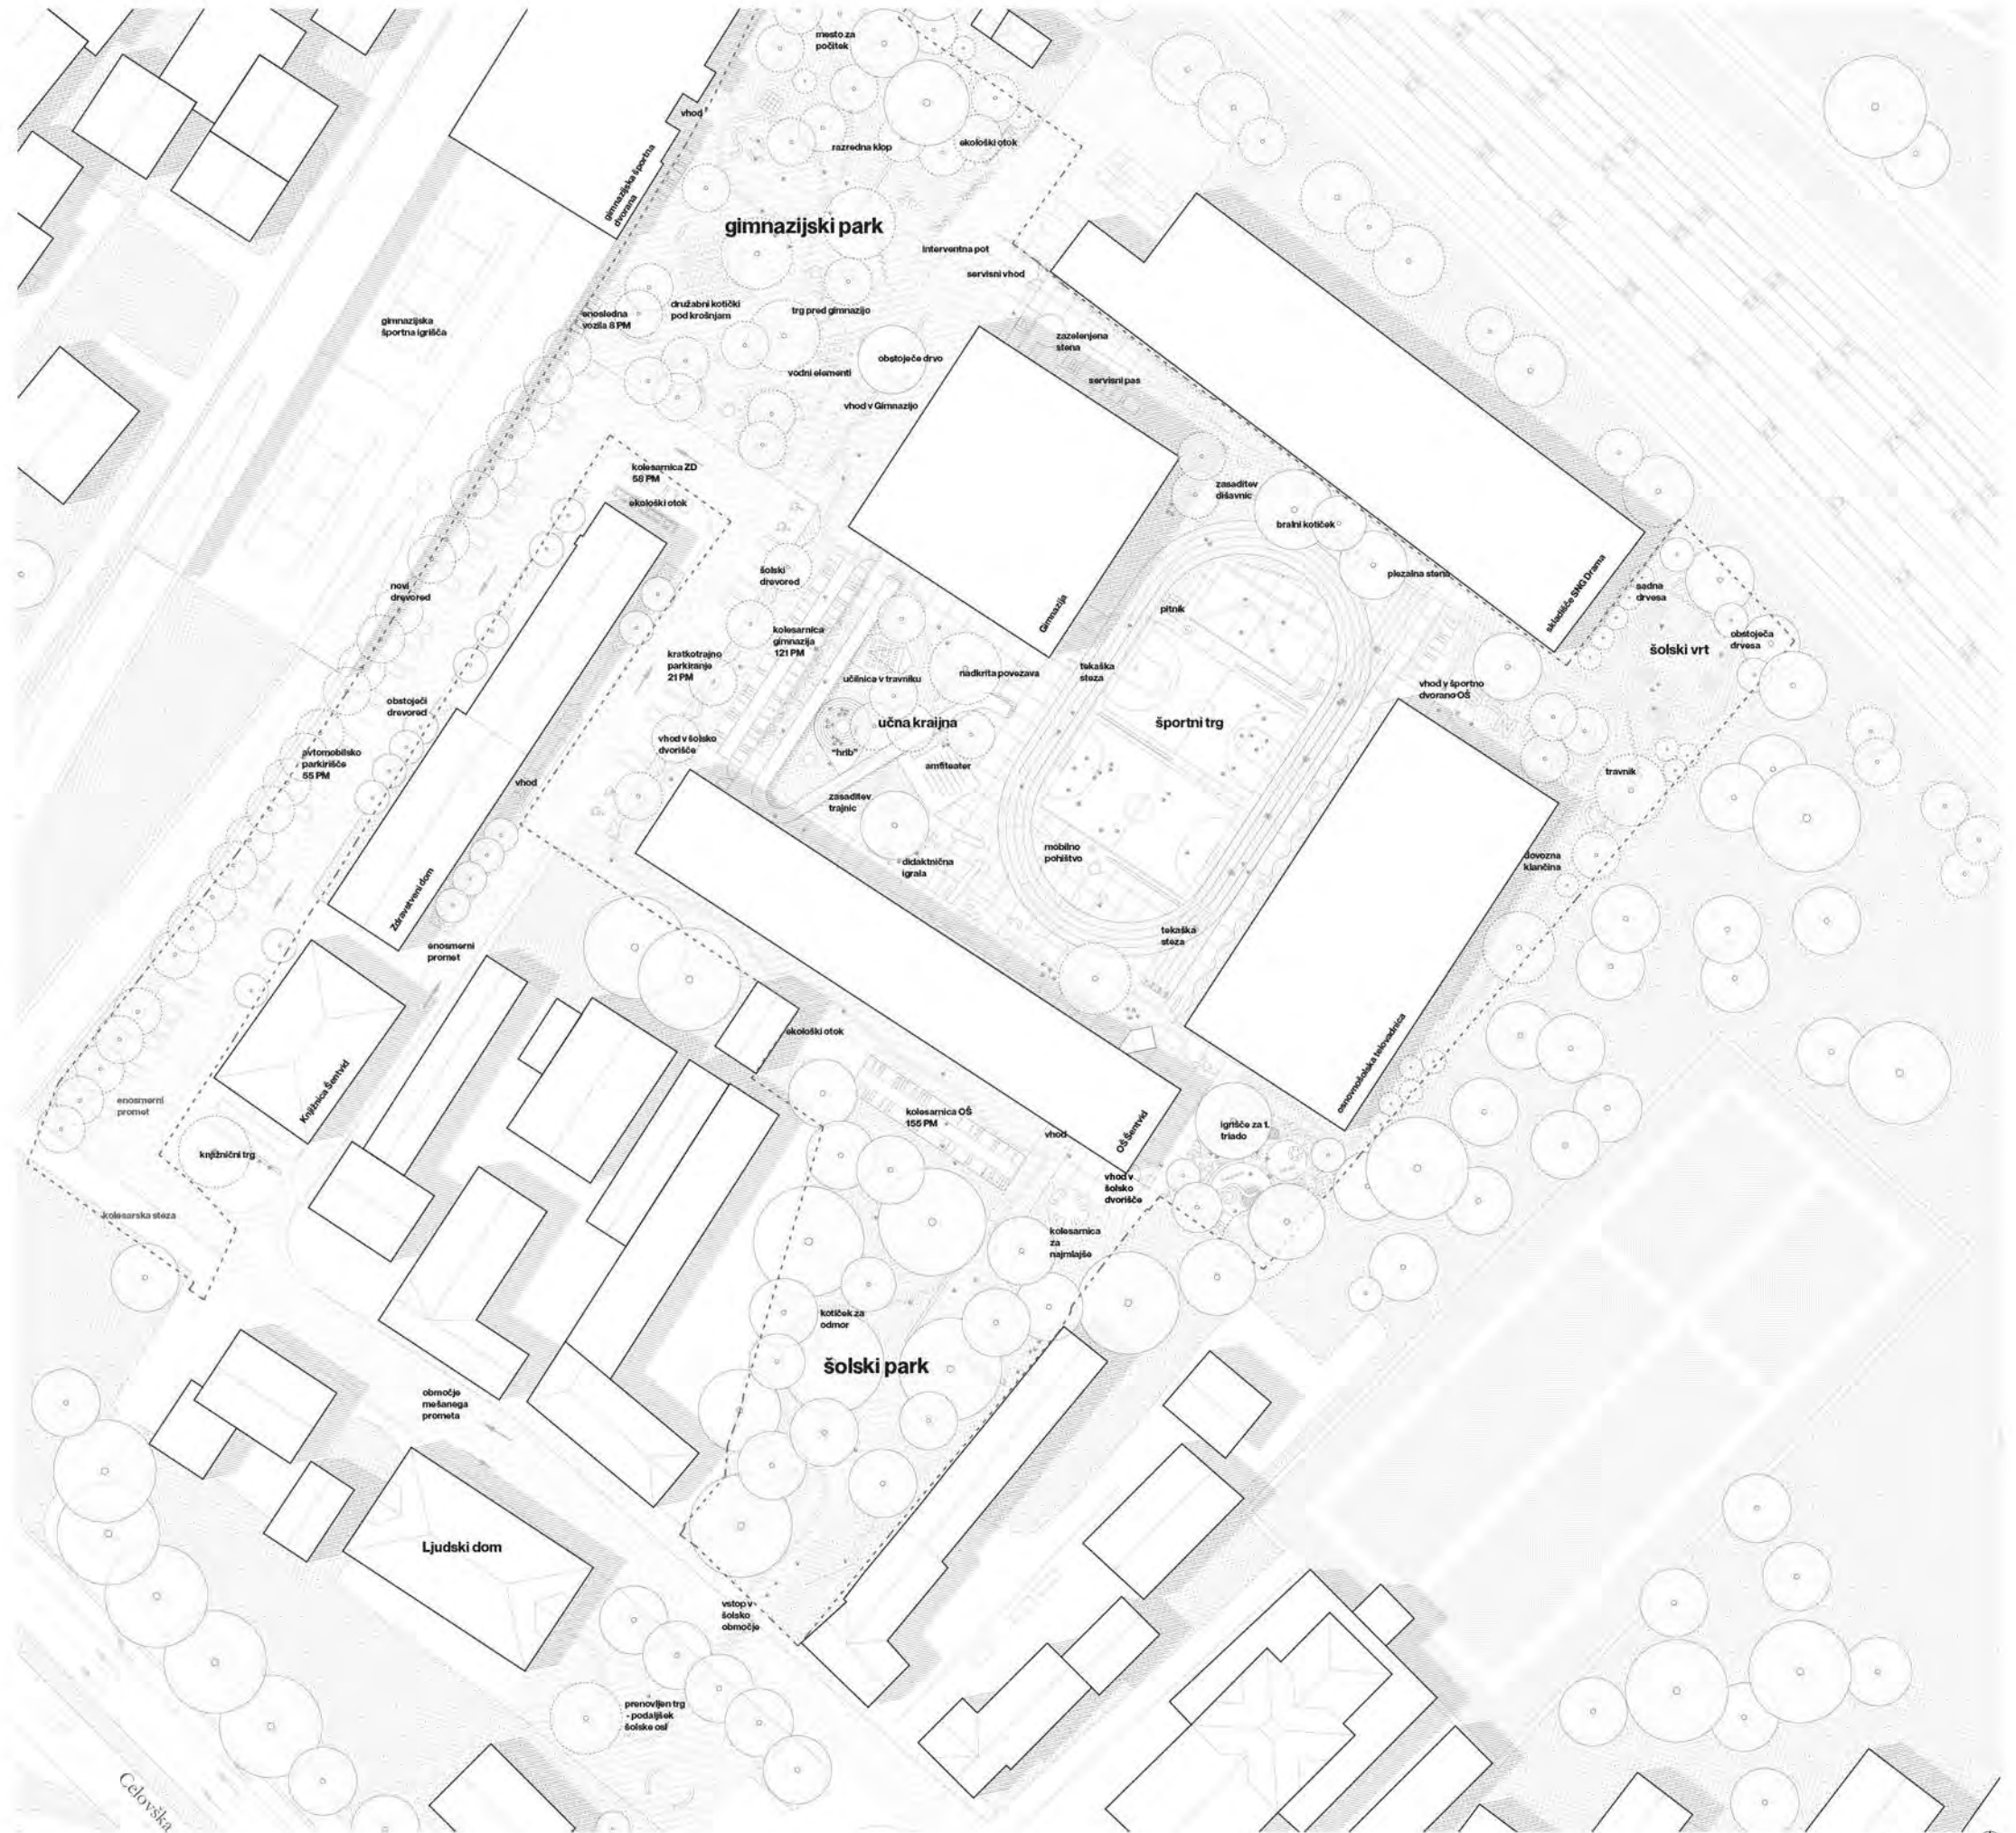 mesto za
počitek
vhod
razredna klop
ekološki otok
gimnazijska športna
dvorana
gimnazijski park
interventna pot
servisni vhod
gimnazijska
športna igrišča
enosledna
vozila 8 PM
družabni kotički
pod krošnjam
trg pred gimnazijo
zazelenjena
stena
obstoječe drvo
vodni elementi
servisni pas
vhod v Gimnazijo
kolesarnica ZD
58 PM
ekološki otok
zasaditev
dišavnic
bralni kotiček
šolski
drevored
plezalna stena
skladišče SNG Drama
sadna
drvesa
novi
drevored
Gimnazija
pitnik
kolesarnica
gimnazija
121 PM
obstoječa
drvesa
šolski vrt
kratkotrajno
parkiranje
21 PM
učilnica v travniku
nadkrita povezava
tekaška
steza
vhod y športno
dvorano OŠ
obstoječi
drevored
učna kraijna
športni trg
vhod v šolsko
dvorišče
"hrib"
amfiteater
avtomobilsko
parkirišče
55 PM
travnik
vhod
zasaditev
trajnic
didaktnična
igrala
mobilno
pohištvo
dovozna
klančina
Zdravstveni dom
enosmerni
promet
tekaška
steza
ekološki otok
osnovnošolska telovadnica
Knjižnica Šentvid
enosmerni
promet
kolesarnica OŠ
155 PM
vhod
OŠ Šentvid
igrišče za 1.
triado
knjižnični trg
vhod v
šolsko
dvorišče
kolesarska steza
kolesarnica
za
najmlajše
kotiček za
odmor
šolski park
območje
mešanega
prometa
Ljudski dom
vstop v
šolsko
območje
prenovljen trg
- podaljšek
šolske osi
Celovška